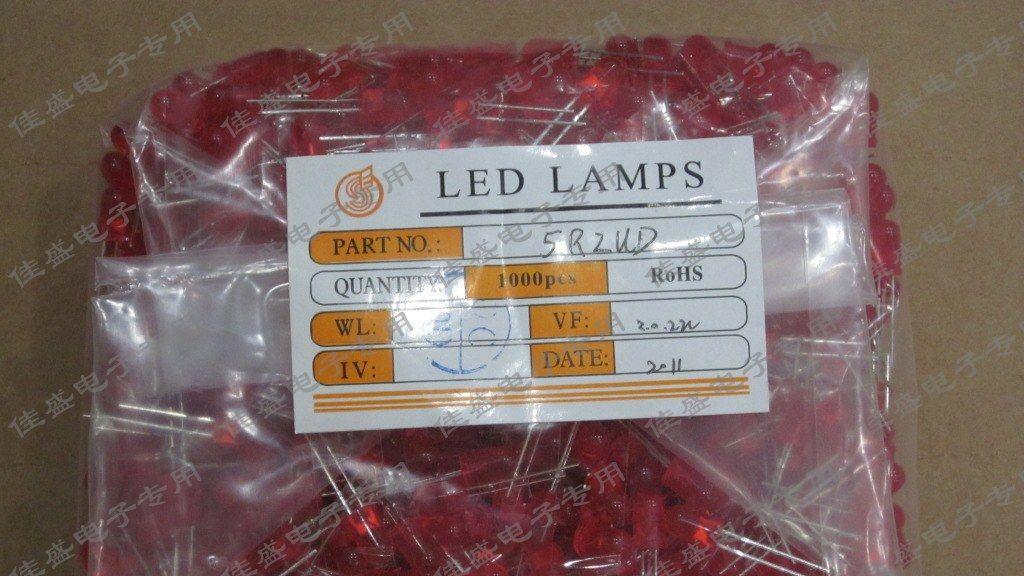 LED LAMPS
PART NO.: 5R2UD
QUANTITY: 1000pcs RoHS
WL: VF:
IV: DATE: 2011
佳盛电子专用